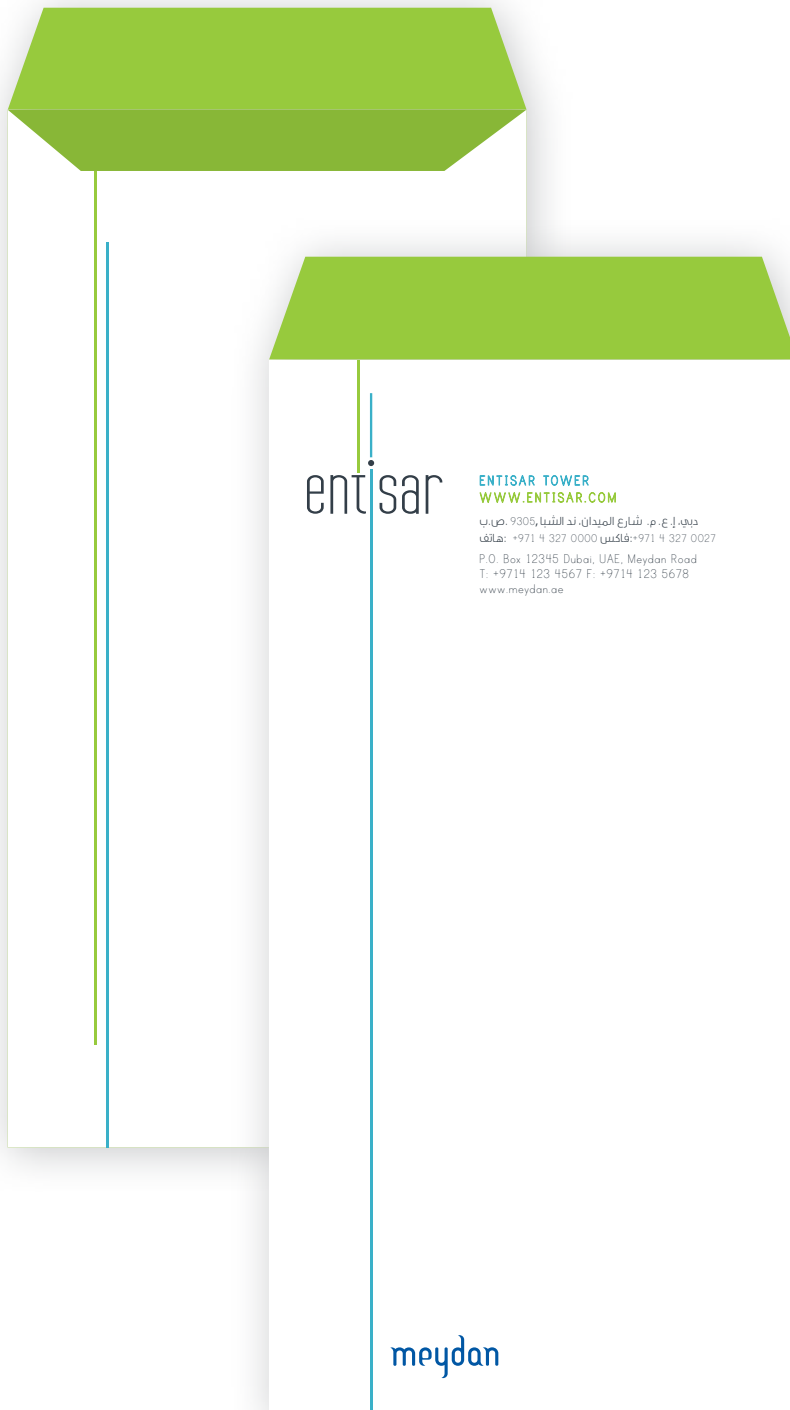 entisar
ENTISAR TOWER
WWW.ENTISAR.COM
دبي، إ. ع. م. شارع الميدان، ند الشبا, 9305 .ص.ب
هاتف: +971 4 327 0000 فاكس:+971 4 327 0027
P.O. Box 12345 Dubai, UAE, Meydan Road
T: +9714 123 4567 F: +9714 123 5678
www.meydan.ae
meydan